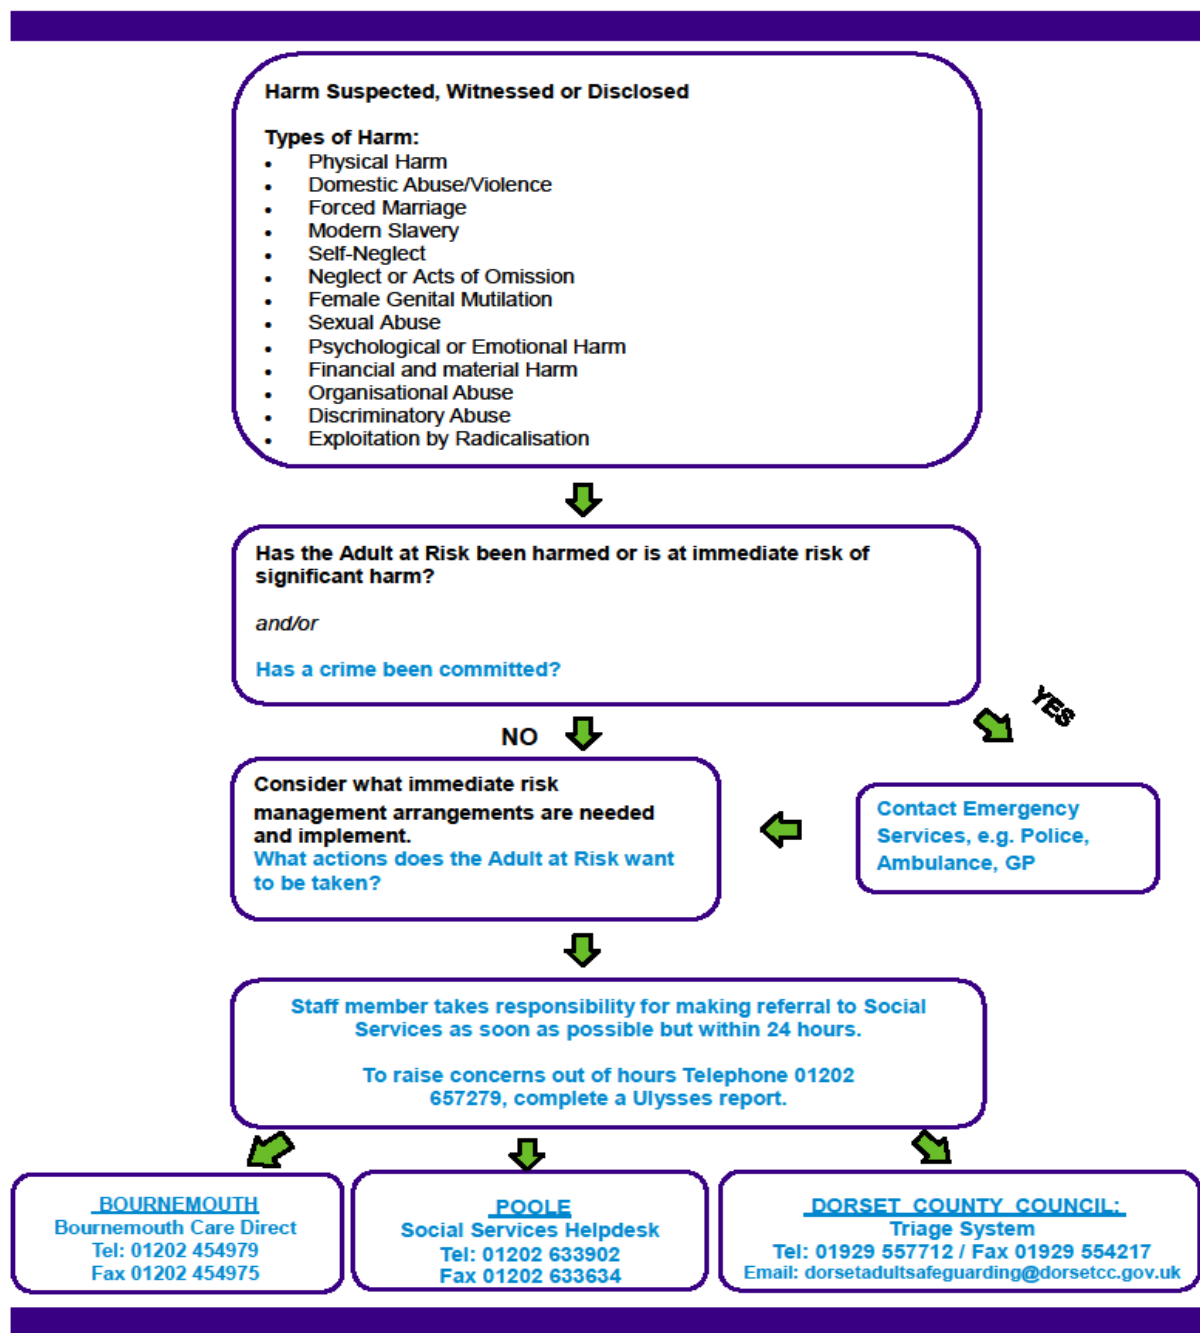 Harm Suspected, Witnessed or Disclosed
Types of Harm:
• Physical Harm
• Domestic Abuse/Violence
• Forced Marriage
• Modern Slavery
• Self-Neglect
• Neglect or Acts of Omission
• Female Genital Mutilation
• Sexual Abuse
• Psychological or Emotional Harm
• Financial and material Harm
• Organisational Abuse
• Discriminatory Abuse
• Exploitation by Radicalisation
Has the Adult at Risk been harmed or is at immediate risk of
significant harm?
and/or
Has a crime been committed?
YES
NO
Consider what immediate risk
management arrangements are needed
and implement.
What actions does the Adult at Risk want
to be taken?
Contact Emergency
Services, e.g. Police,
Ambulance, GP
Staff member takes responsibility for making referral to Social
Services as soon as possible but within 24 hours.
To raise concerns out of hours Telephone 01202
657279, complete a Ulysses report.
BOURNEMOUTH
Bournemouth Care Direct
Tel: 01202 454979
Fax 01202 454975
POOLE
Social Services Helpdesk
Tel: 01202 633902
Fax 01202 633634
DORSET COUNTY COUNCIL:
Triage System
Tel: 01929 557712 / Fax 01929 554217
Email: dorsetadultsafeguarding@dorsetcc.gov.uk